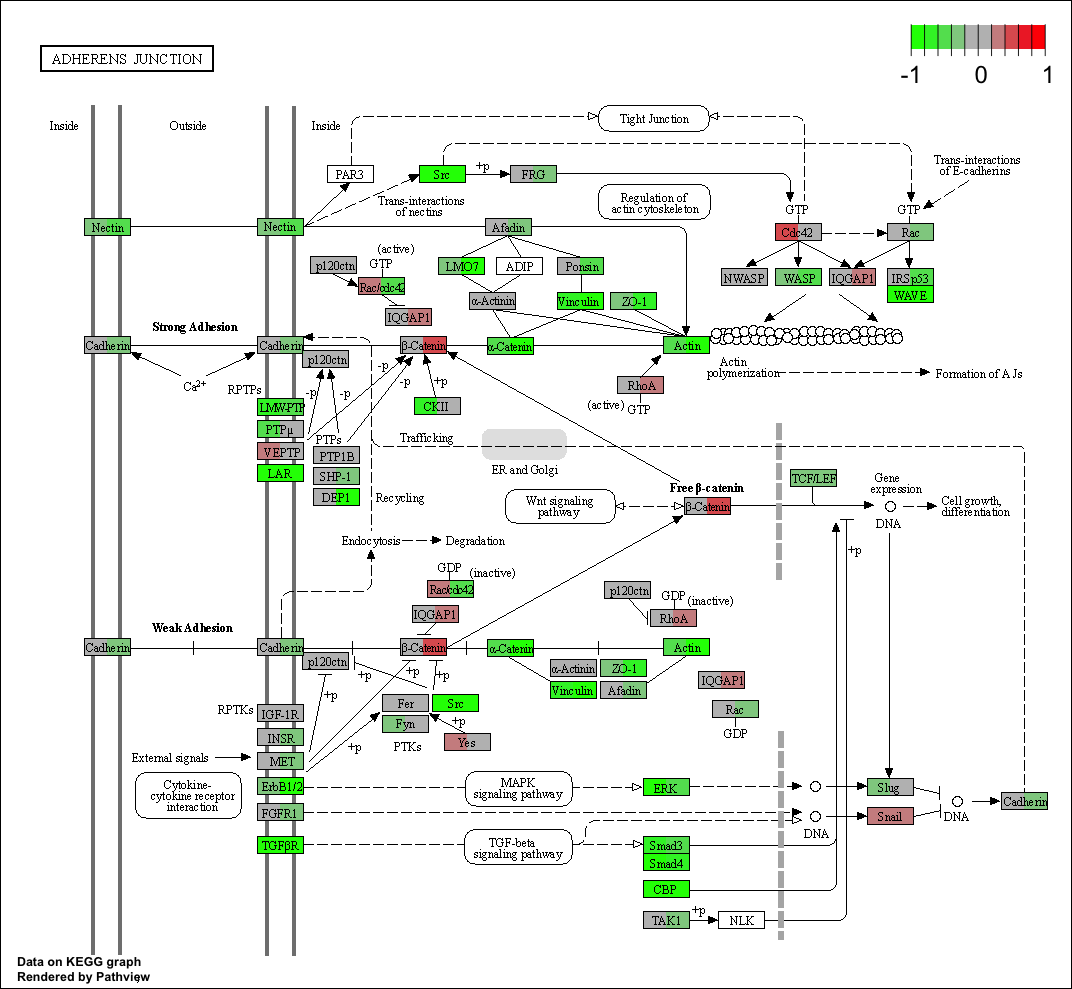 ADHERENS JUNCTION
-1 0 1
Inside
Outside
Inside
Tight Junction
PAR3
Src
+p
FRG
Trans-interactions
of E-cadherins
Trans-interactions
of nectins
Regulation of
actin cytoskeleton
GTP
GTP
Nectin
Nectin
Afadin
Cdc42
Rac
(active)
GTP
p120ctn
Rac/cdc42
LMO7
ADIP
Ponsin
NWASP
WASP
IQGAP1
IRSp53
WAVE
α-Actinin
Vinculin
ZO-1
IQGAP1
Strong Adhesion
Cadherin
Cadherin
p120ctn
β-Catenin
α-Catenin
Actin
Actin
polymerization
Formation of AJs
Ca2+
RPTPs
-p
-p
-p
+p
RhoA
(active)
GTP
LMW-PTP
PTPμ
VEPTP
LAR
CKII
PTPs
PTP1B
SHP-1
DEP1
Trafficking
ER and Golgi
Recycling
Free β-catenin
Wnt signaling
pathway
β-Catenin
TCF/LEF
Gene
expression
DNA
Cell growth,
differentiation
+p
Endocytosis
Degradation
GDP
(inactive)
Rac/cdc42
IQGAP1
p120ctn
GDP
(inactive)
RhoA
Weak Adhesion
Cadherin
Cadherin
p120ctn
β-Catenin
α-Catenin
Actin
+p
+p
+p
α-Actinin
ZO-1
Vinculin
Afadin
IQGAP1
Rac
GDP
RPTKs
IGF-1R
INSR
MET
ErbB1/2
FGFR1
TGFβR
+p
Fer
Src
Fyn
+p
Yes
PTKs
External signals
Cytokine-
cytokine receptor
interaction
MAPK
signaling pathway
ERK
Slug
Snail
DNA
DNA
Cadherin
TGF-beta
signaling pathway
Smad3
Smad4
CBP
TAK1
+p
NLK
Data on KEGG graph
Rendered by Pathview